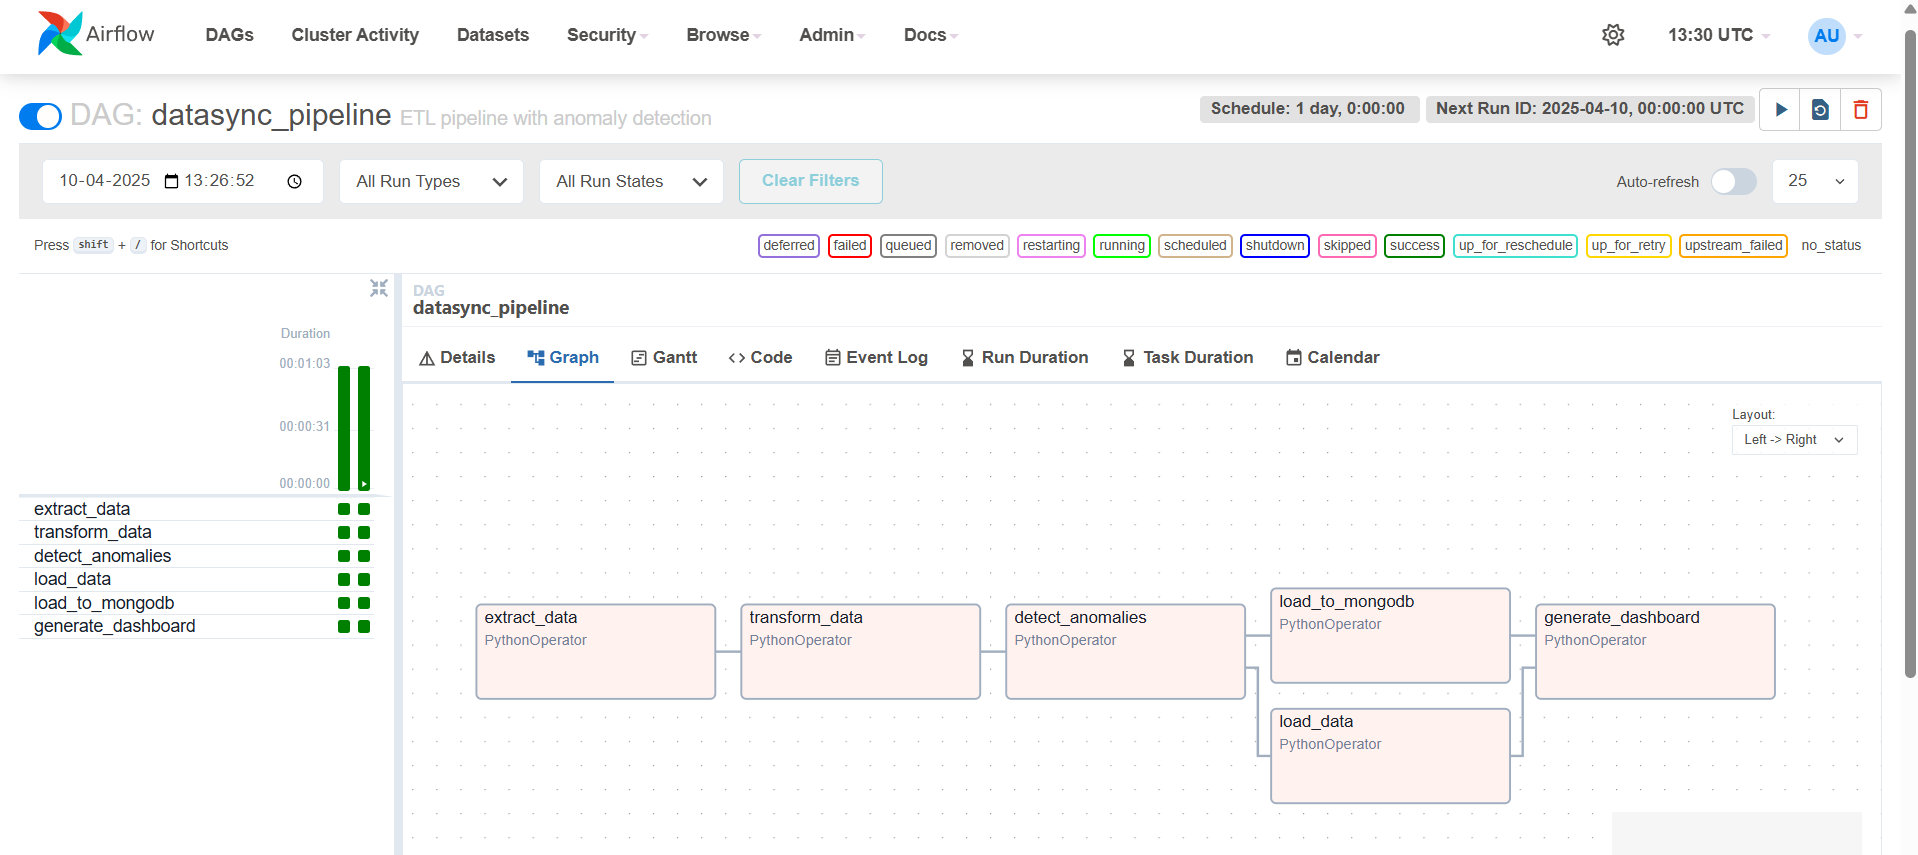 Airflow DAGs Cluster Activity Datasets Security Browse Admin Docs 13:30 UTC AU
DAG: datasync_pipeline ETL pipeline with anomaly detection Schedule: 1 day, 0:00:00 Next Run ID: 2025-04-10, 00:00:00 UTC
10-04-2025 13:26:52 All Run Types All Run States Clear Filters Auto-refresh 25
Press shift + / for Shortcuts deferred failed queued removed restarting running scheduled shutdown skipped success up_for_reschedule up_for_retry upstream_failed no_status
Duration
00:01:03
00:00:31
00:00:00
extract_data
transform_data
detect_anomalies
load_data
load_to_mongodb
generate_dashboard
DAG
datasync_pipeline
Details Graph Gantt <> Code Event Log Run Duration Task Duration Calendar
Layout:
Left -> Right
extract_data
PythonOperator
transform_data
PythonOperator
detect_anomalies
PythonOperator
load_to_mongodb
PythonOperator
load_data
PythonOperator
generate_dashboard
PythonOperator